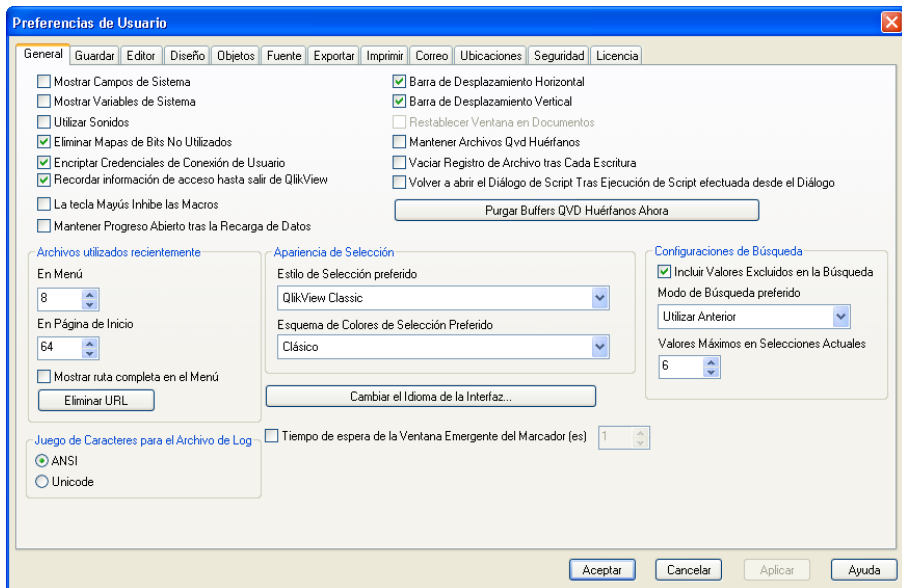 Preferencias de Usuario
General Guardar Editor Diseño Objetos Fuente Exportar Imprimir Correo Ubicaciones Seguridad Licencia
Mostrar Campos de Sistema
Mostrar Variables de Sistema
Utilizar Sonidos
Eliminar Mapas de Bits No Utilizados
Encriptar Credenciales de Conexión de Usuario
Recordar información de acceso hasta salir de QlikView
La tecla Mayús Inhibe las Macros
Mantener Progreso Abierto tras la Recarga de Datos
Barra de Desplazamiento Horizontal
Barra de Desplazamiento Vertical
Restablecer Ventana en Documentos
Mantener Archivos Qvd Huérfanos
Vaciar Registro de Archivo tras Cada Escritura
Volver a abrir el Diálogo de Script Tras Ejecución de Script efectuada desde el Diálogo
Purgar Buffers QVD Huérfanos Ahora
Archivos utilizados recientemente
En Menú
8
En Página de Inicio
64
Mostrar ruta completa en el Menú
Eliminar URL
Apariencia de Selección
Estilo de Selección preferido
QlikView Classic
Esquema de Colores de Selección Preferido
Clásico
Cambiar el Idioma de la Interfaz...
Configuraciones de Búsqueda
Incluir Valores Excluidos en la Búsqueda
Modo de Búsqueda preferido
Utilizar Anterior
Valores Máximos en Selecciones Actuales
6
Juego de Caracteres para el Archivo de Log
ANSI
Unicode
Tiempo de espera de la Ventana Emergente del Marcador (es) 1
Aceptar Cancelar Aplicar Ayuda